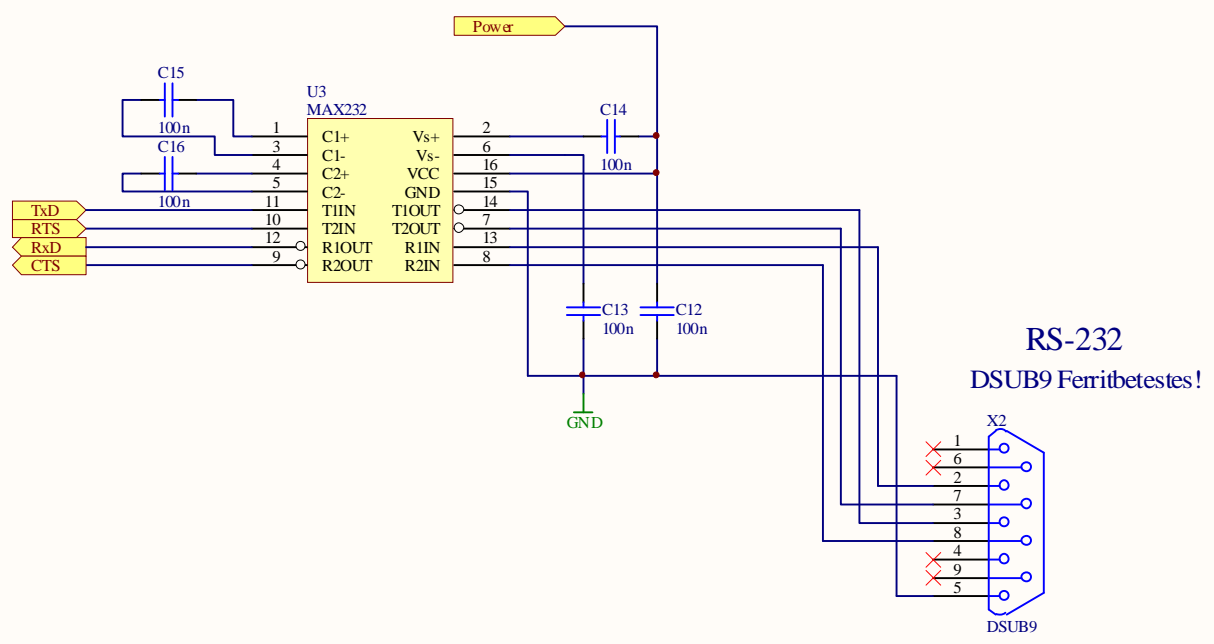 Power
C15
100n
C16
100n
U3
MAX232
C14
100n
1 C1+ Vs+ 2
3 C1- Vs- 6
4 C2+ VCC 16
5 C2- GND 15
TxD 11 T1IN T1OUT 14
RTS 10 T2IN T2OUT 7
RxD 12 R1OUT R1IN 13
CTS 9 R2OUT R2IN 8
C13
100n
C12
100n
GND
RS-232
DSUB9 Ferritbetestes!
X2
1
6
2
7
3
8
4
9
5
DSUB9